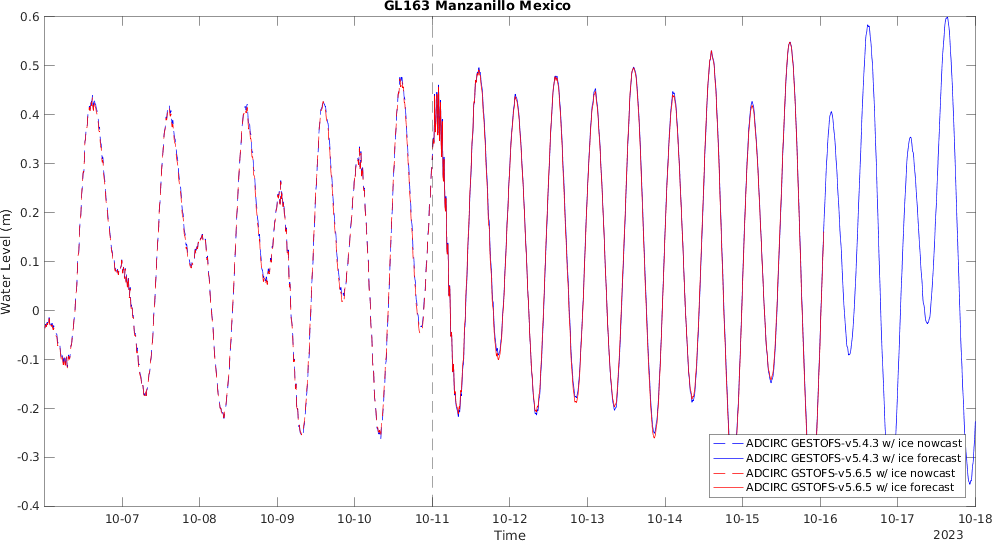 GL163 Manzanillo Mexico
0.6
0.5
0.4
0.3
0.2
0.1
0
-0.1
-0.2
-0.3
-0.4
Water Level (m)
ADCIRC GESTOFS-v5.4.3 w/ ice nowcast
ADCIRC GESTOFS-v5.4.3 w/ ice forecast
ADCIRC GSTOFS-v5.6.5 w/ ice nowcast
ADCIRC GSTOFS-v5.6.5 w/ ice forecast
10-07 10-08 10-09 10-10 10-11 10-12 10-13 10-14 10-15 10-16 10-17 10-18
Time
2023